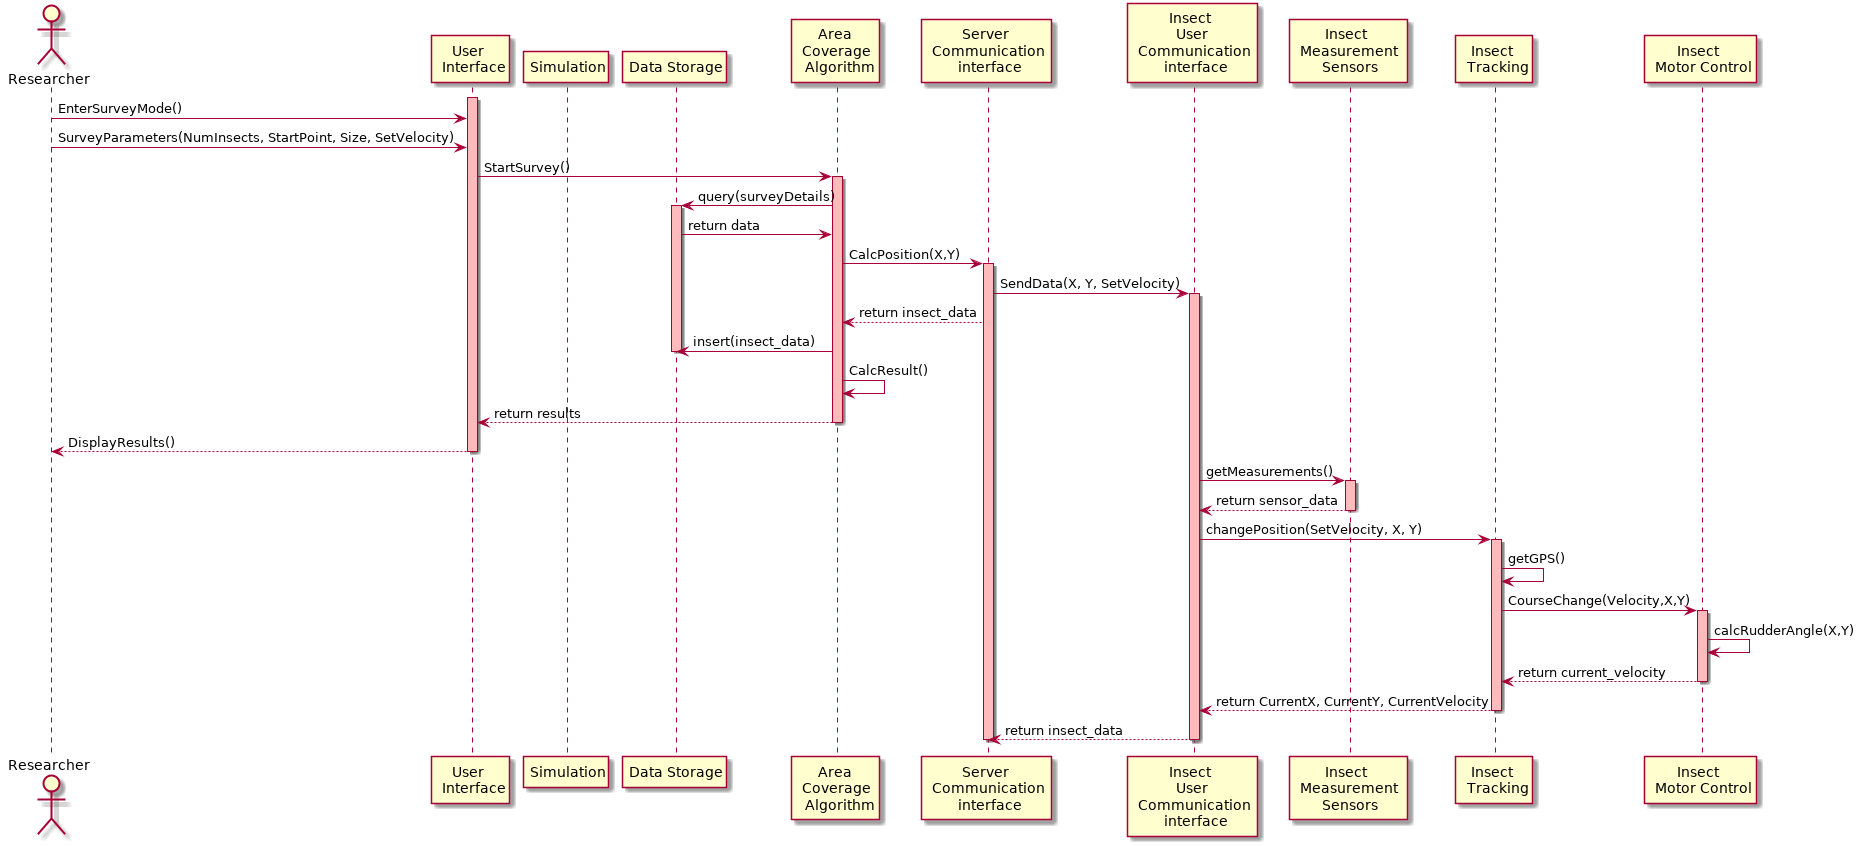 Researcher
User
Interface
Simulation
Data Storage
Area
Coverage
Algorithm
Server
Communication
interface
Insect
User
Communication
interface
Insect
Measurement
Sensors
Insect
Tracking
Insect
Motor Control
EnterSurveyMode()
SurveyParameters(NumInsects, StartPoint, Size, SetVelocity)
StartSurvey()
query(surveyDetails)
return data
CalcPosition(X,Y)
SendData(X, Y, SetVelocity)
return insect_data
insert(insect_data)
CalcResult()
return results
DisplayResults()
getMeasurements()
return sensor_data
changePosition(SetVelocity, X, Y)
getGPS()
CourseChange(Velocity,X,Y)
calcRudderAngle(X,Y)
return current_velocity
return CurrentX, CurrentY, CurrentVelocity
return insect_data
Researcher
User
Interface
Simulation
Data Storage
Area
Coverage
Algorithm
Server
Communication
interface
Insect
User
Communication
interface
Insect
Measurement
Sensors
Insect
Tracking
Insect
Motor Control